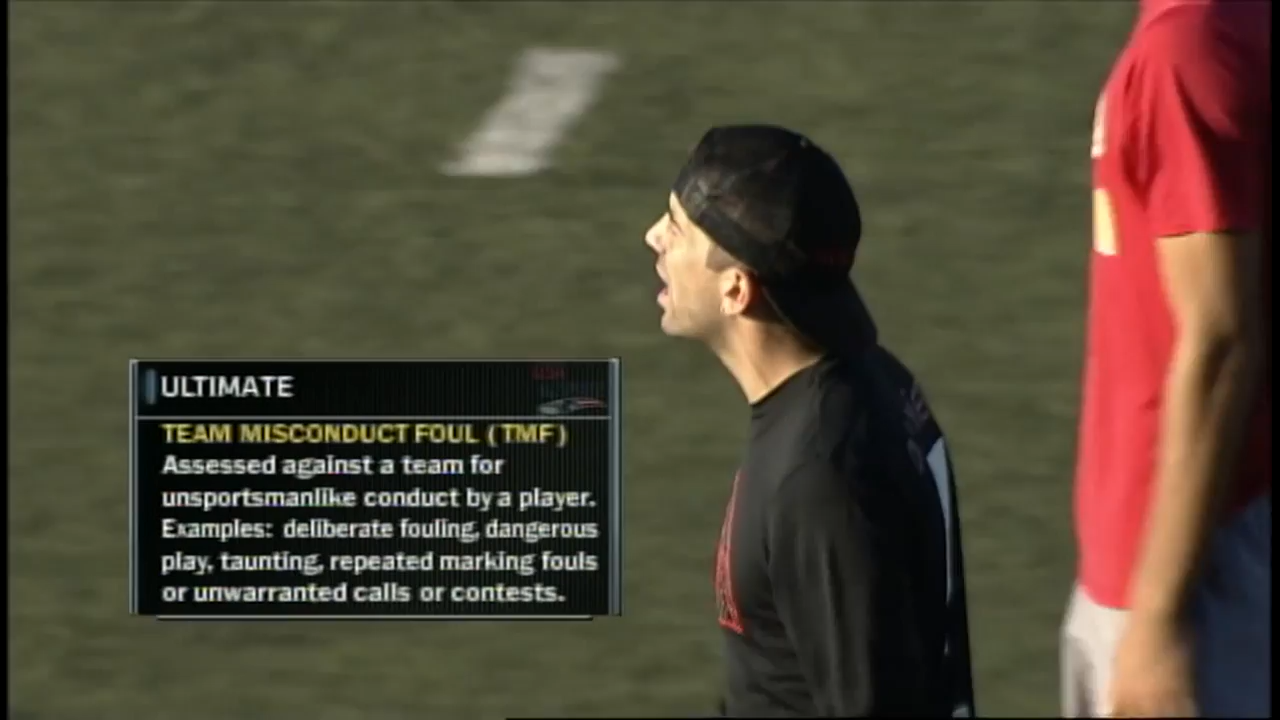 ULTIMATE
TEAM MISCONDUCT FOUL (TMF)
Assessed against a team for
unsportsmanlike conduct by a player.
Examples: deliberate fouling, dangerous
play, taunting, repeated marking fouls
or unwarranted calls or contests.